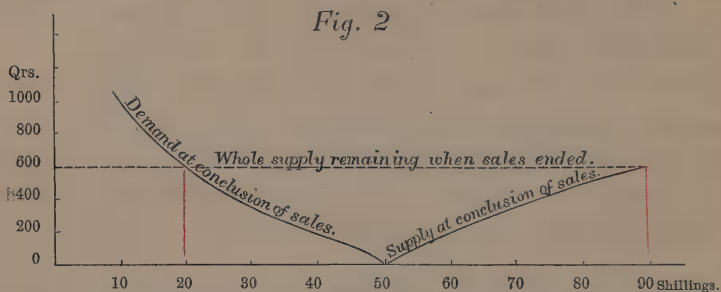 Fig. 2
Qrs.
1000
800
600
400
200
0
Demand at conclusion of sales.
Whole supply remaining when sales ended.
Supply at conclusion of sales.
10 20 30 40 50 60 70 80 90 Shillings.